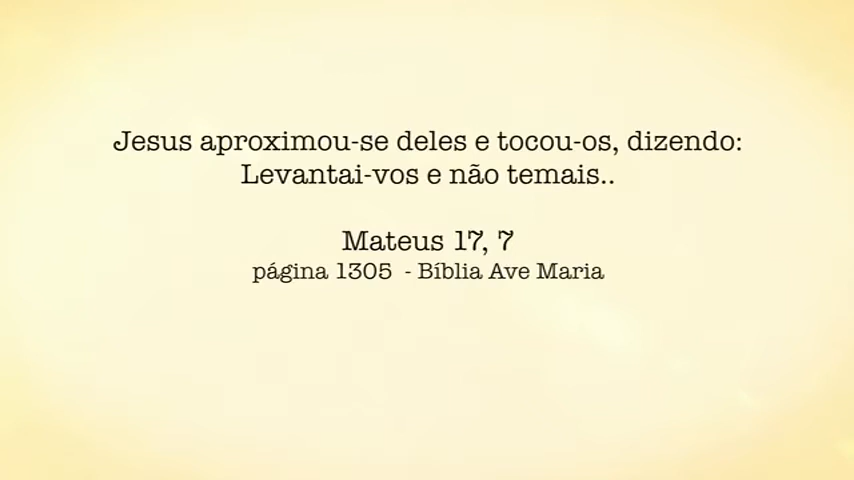 Jesus aproximou-se deles e tocou-os, dizendo:
Levantai-vos e não temais..
Mateus 17, 7
página 1305 - Bíblia Ave Maria